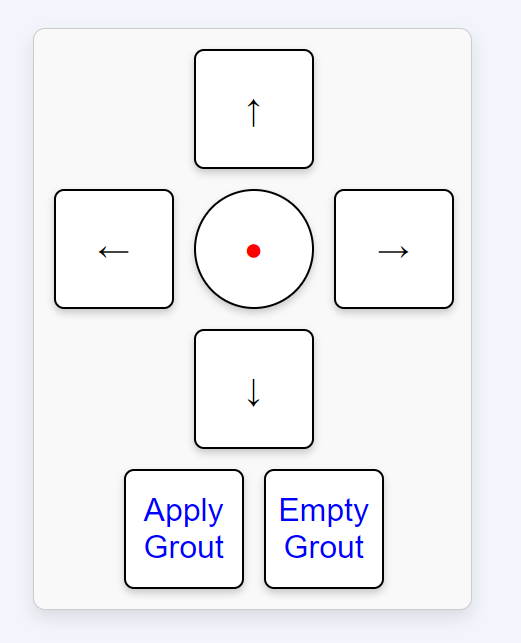 ↑
← ● →
↓
Apply Empty
Grout Grout